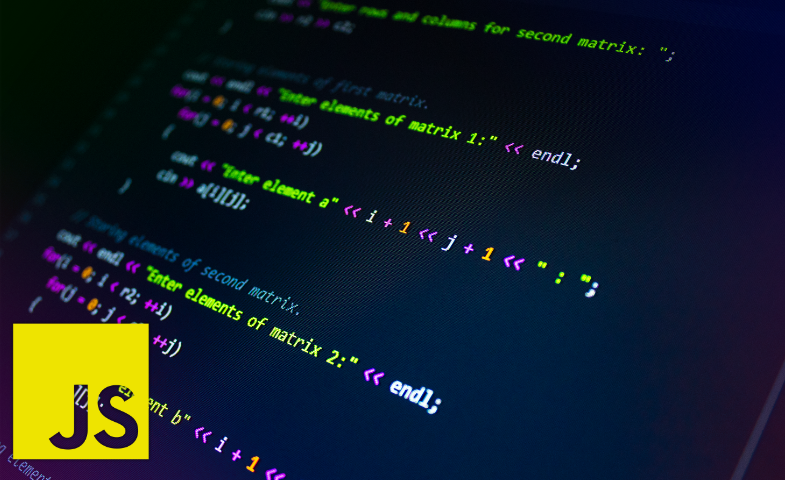 cout << "Enter rows and columns for second matrix: ";
cin >> r2 >> c2;
}
// Storing elements of first matrix.
cout << endl << "Enter elements of matrix 1:" << endl;
for(i = 0; i < r1; ++i)
for(j = 0; j < c1; ++j)
{
cout << "Enter element a" << i + 1 << j + 1 << " : ";
cin >> a[i][j];
}
// Storing elements of second matrix.
cout << endl << "Enter elements of matrix 2:" << endl;
for(i = 0; i < r2; ++i)
for(j = 0; j < ++j)
{
element b" << i + 1 <<
JS